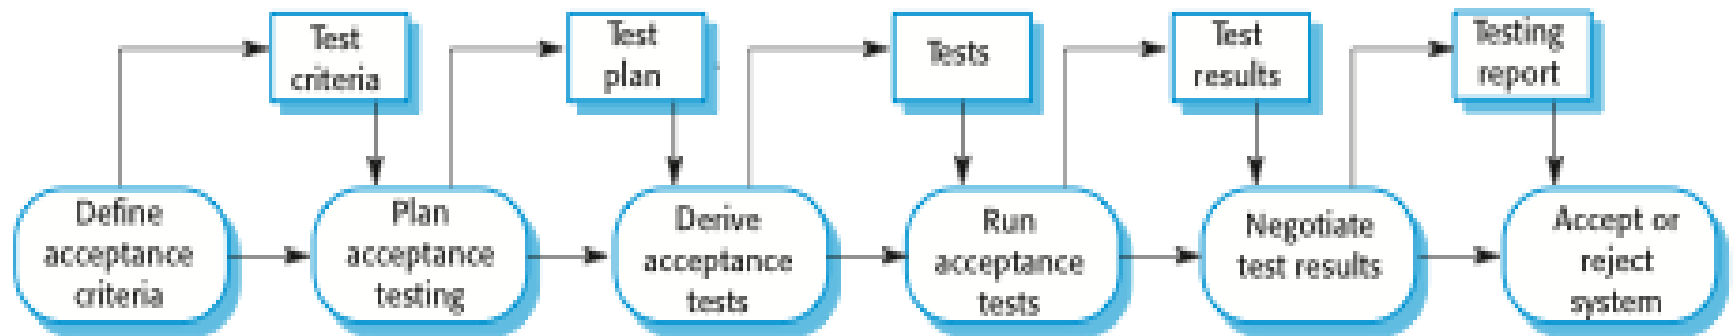 Test
criteria
Test
plan
Tests
Test
results
Testing
report
Define
acceptance
criteria
Plan
acceptance
testing
Derive
acceptance
tests
Run
acceptance
tests
Negotiate
test results
Accept or
reject
system